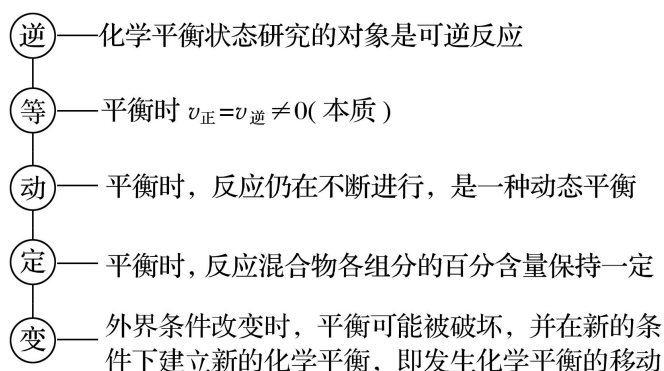 逆 化学平衡状态研究的对象是可逆反应
等 平衡时 v正=v逆≠0(本质)
动 平衡时，反应仍在不断进行，是一种动态平衡
定 平衡时,反应混合物各组分的百分含量保持一定
变 外界条件改变时，平衡可能被破坏，并在新的条
件下建立新的化学平衡，即发生化学平衡的移动